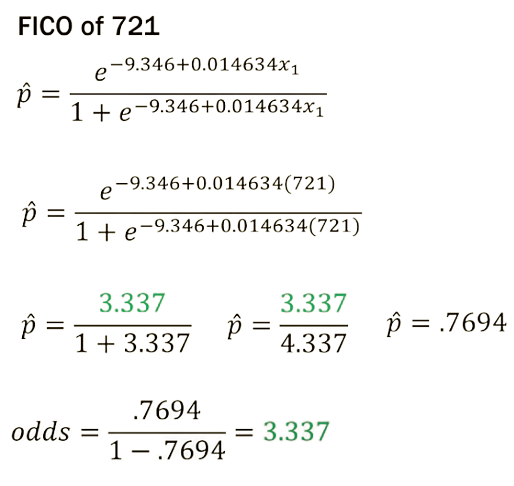 FICO of 721
p̂ = e^(−9.346+0.014634x₁) / (1 + e^(−9.346+0.014634x₁))
p̂ = e^(−9.346+0.014634(721)) / (1 + e^(−9.346+0.014634(721)))
p̂ = 3.337 / (1 + 3.337)   p̂ = 3.337 / 4.337   p̂ = .7694
odds = .7694 / (1 − .7694) = 3.337